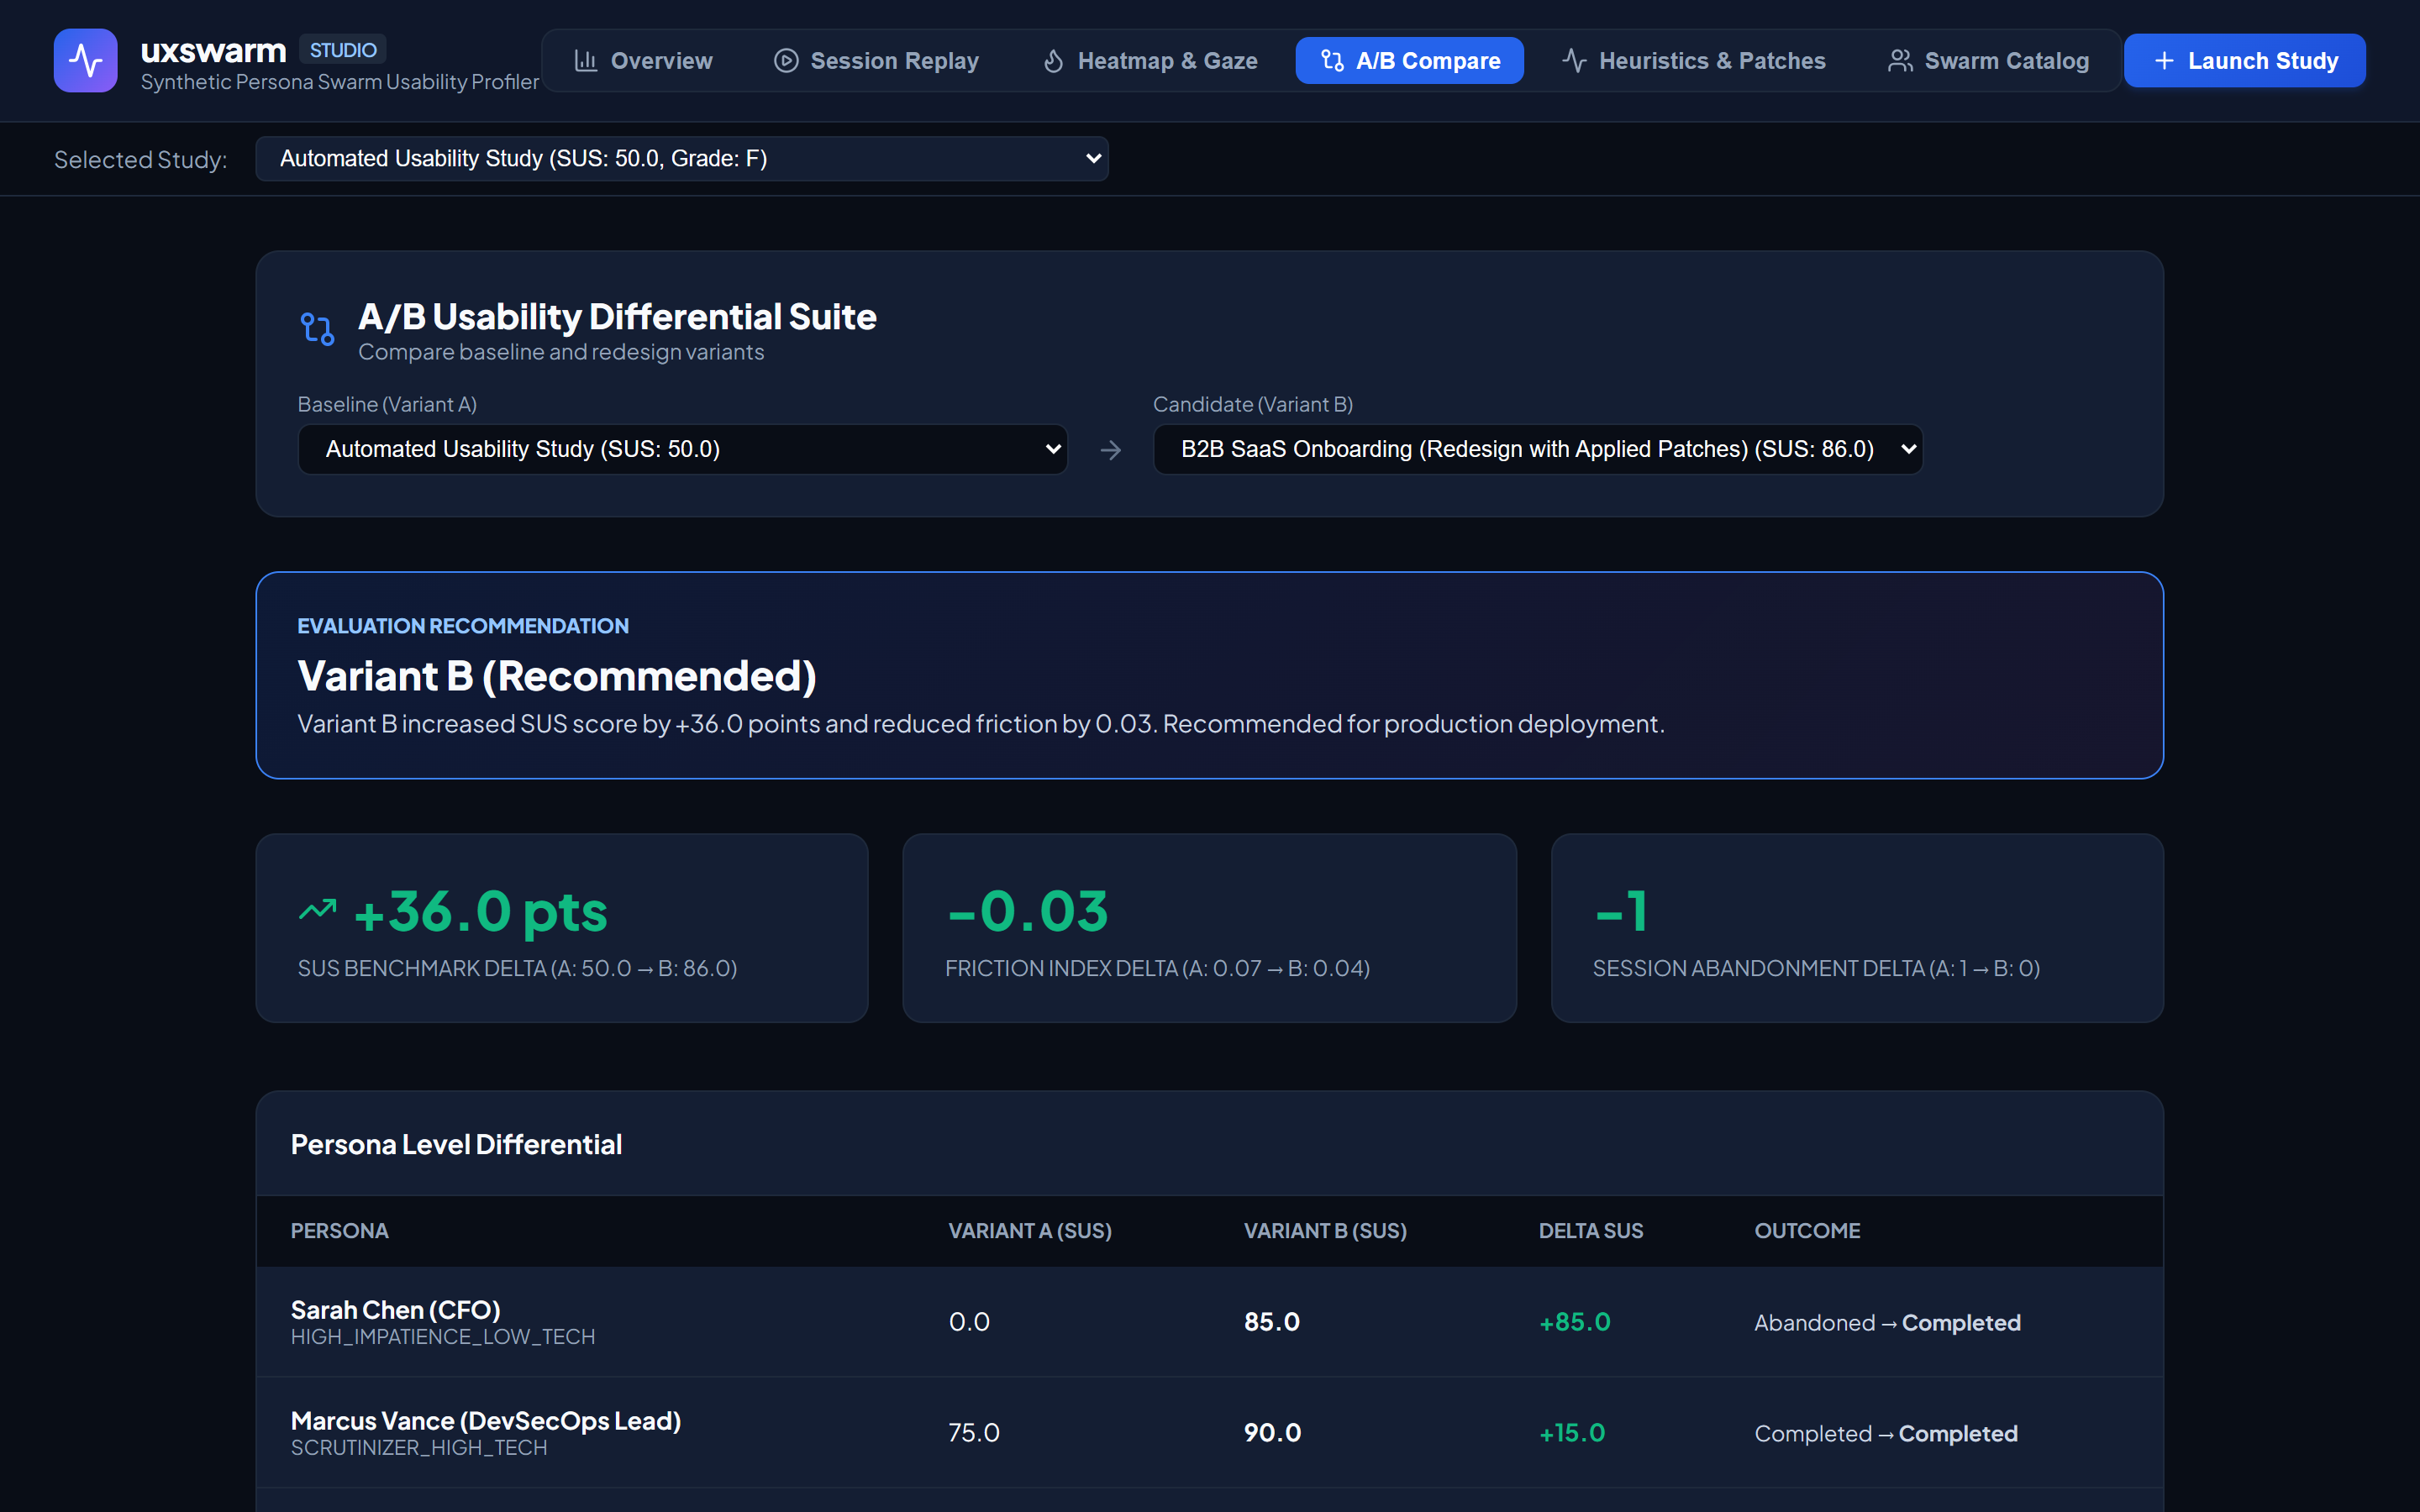 uxswarm STUDIO
Synthetic Persona Swarm Usability Profiler
Overview
Session Replay
Heatmap & Gaze
A/B Compare
Heuristics & Patches
Swarm Catalog
Launch Study
Selected Study:
Automated Usability Study (SUS: 50.0, Grade: F)
A/B Usability Differential Suite
Compare baseline and redesign variants
Baseline (Variant A)
Automated Usability Study (SUS: 50.0)
→
Candidate (Variant B)
B2B SaaS Onboarding (Redesign with Applied Patches) (SUS: 86.0)
EVALUATION RECOMMENDATION
Variant B (Recommended)
Variant B increased SUS score by +36.0 points and reduced friction by 0.03. Recommended for production deployment.
+36.0 pts
SUS BENCHMARK DELTA (A: 50.0 → B: 86.0)
-0.03
FRICTION INDEX DELTA (A: 0.07 → B: 0.04)
-1
SESSION ABANDONMENT DELTA (A: 1 → B: 0)
Persona Level Differential
PERSONA VARIANT A (SUS) VARIANT B (SUS) DELTA SUS OUTCOME
Sarah Chen (CFO)
HIGH_IMPATIENCE_LOW_TECH
0.0 85.0 +85.0 Abandoned → Completed
Marcus Vance (DevSecOps Lead)
SCRUTINIZER_HIGH_TECH
75.0 90.0 +15.0 Completed → Completed